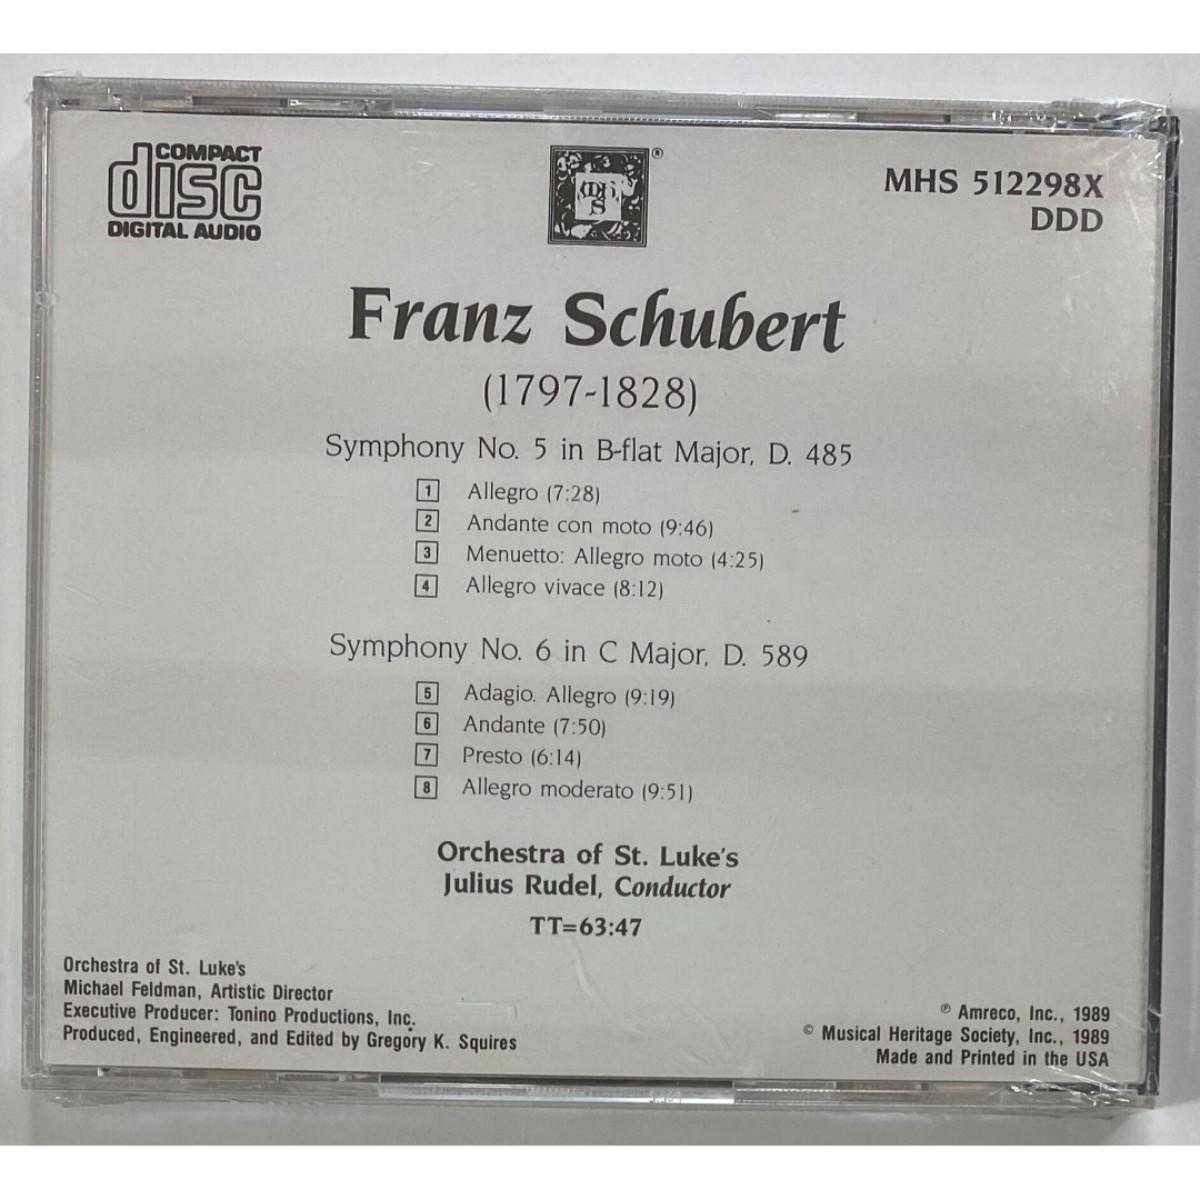 COMPACT
disc
DIGITAL AUDIO
MHS
®
MHS 512298X
DDD
Franz Schubert
(1797-1828)
Symphony No. 5 in B-flat Major, D. 485
1 Allegro (7:28)
2 Andante con moto (9:46)
3 Menuetto: Allegro moto (4:25)
4 Allegro vivace (8:12)
Symphony No. 6 in C Major, D. 589
5 Adagio. Allegro (9:19)
6 Andante (7:50)
7 Presto (6:14)
8 Allegro moderato (9:51)
Orchestra of St. Luke's
Julius Rudel, Conductor
TT=63:47
Orchestra of St. Luke's
Michael Feldman, Artistic Director
Executive Producer: Tonino Productions, Inc.
Produced, Engineered, and Edited by Gregory K. Squires
℗ Amreco, Inc., 1989
© Musical Heritage Society, Inc., 1989
Made and Printed in the USA